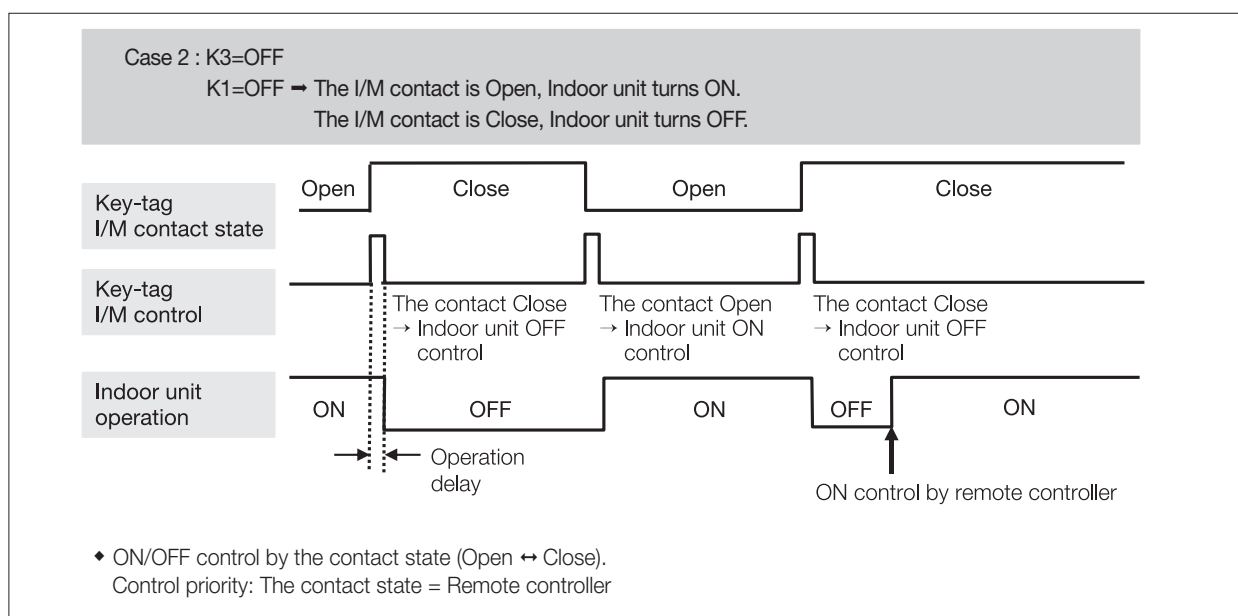 Case 2 : K3=OFF
K1=OFF ➡ The I/M contact is Open, Indoor unit turns ON.
The I/M contact is Close, Indoor unit turns OFF.
Key-tag
I/M contact state
Open
Close
Open
Close
Key-tag
I/M control
The contact Close
→ Indoor unit OFF
control
The contact Open
→ Indoor unit ON
control
The contact Close
→ Indoor unit OFF
control
Indoor unit
operation
ON
OFF
ON
OFF
ON
Operation
delay
ON control by remote controller
◆ ON/OFF control by the contact state (Open ↔ Close).
Control priority: The contact state = Remote controller